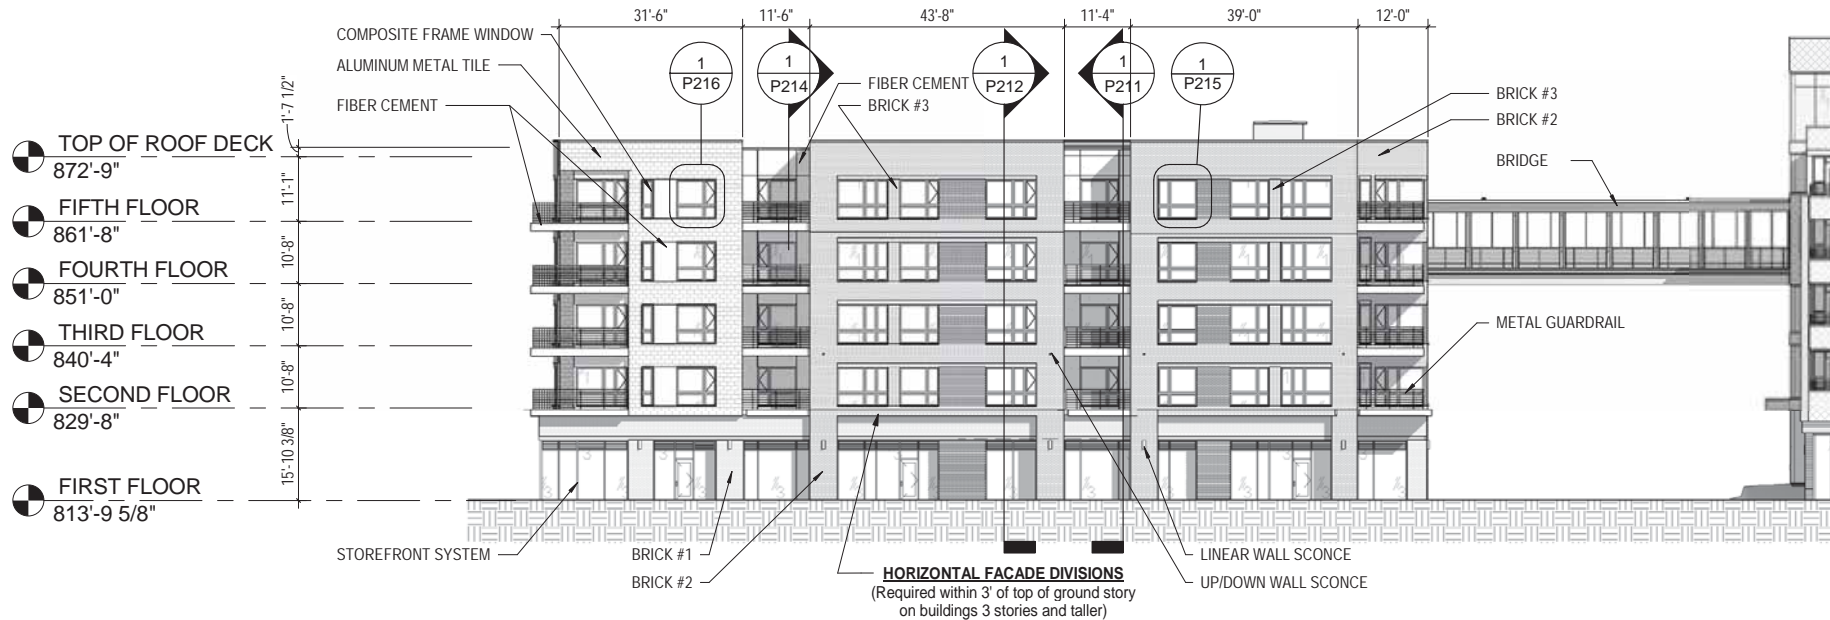 31'-6"
11'-6"
43'-8"
11'-4"
39'-0"
12'-0"
COMPOSITE FRAME WINDOW
ALUMINUM METAL TILE
FIBER CEMENT
1
P216
1
P214
FIBER CEMENT
BRICK #3
1
P212
1
P211
1
P215
BRICK #3
BRICK #2
BRIDGE
METAL GUARDRAIL
1'-7 1/2"
TOP OF ROOF DECK
872'-9"
11'-1"
FIFTH FLOOR
861'-8"
10'-8"
FOURTH FLOOR
851'-0"
10'-8"
THIRD FLOOR
840'-4"
10'-8"
SECOND FLOOR
829'-8"
15'-10 3/8"
FIRST FLOOR
813'-9 5/8"
STOREFRONT SYSTEM
BRICK #1
BRICK #2
HORIZONTAL FACADE DIVISIONS
(Required within 3' of top of ground story
on buildings 3 stories and taller)
LINEAR WALL SCONCE
UP/DOWN WALL SCONCE